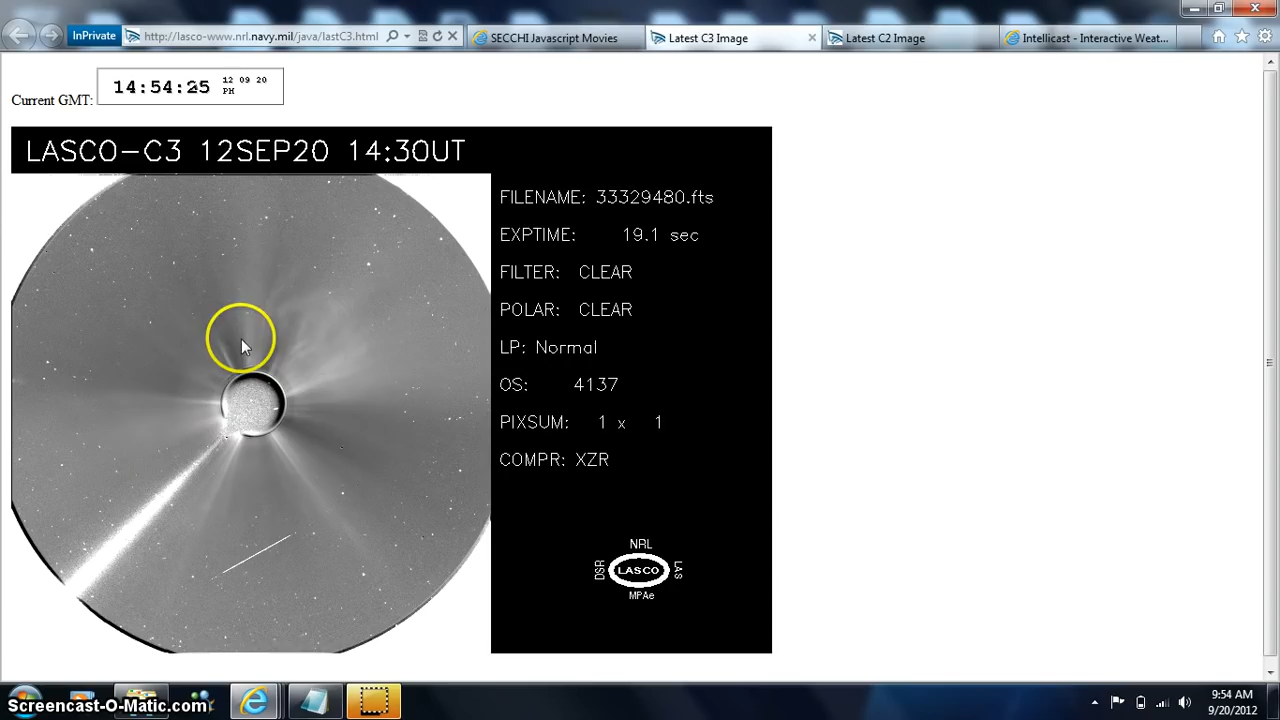 InPrivate
http://lasco-www.nrl.navy.mil/java/lastC3.html
SECCHI Javascript Movies
Latest C3 Image
Latest C2 Image
Intellicast - Interactive Weat...
Current GMT:
14:54:25
12 09 20
PM
LASCO-C3 12SEP20 14:30UT
FILENAME: 33329480.fts
EXPTIME: 19.1 sec
FILTER: CLEAR
POLAR: CLEAR
LP: Normal
OS: 4137
PIXSUM: 1 x 1
COMPR: XZR
NRL
DSR
LASCO
LAS
MPAe
Screencast-O-Matic.com
9:54 AM
9/20/2012